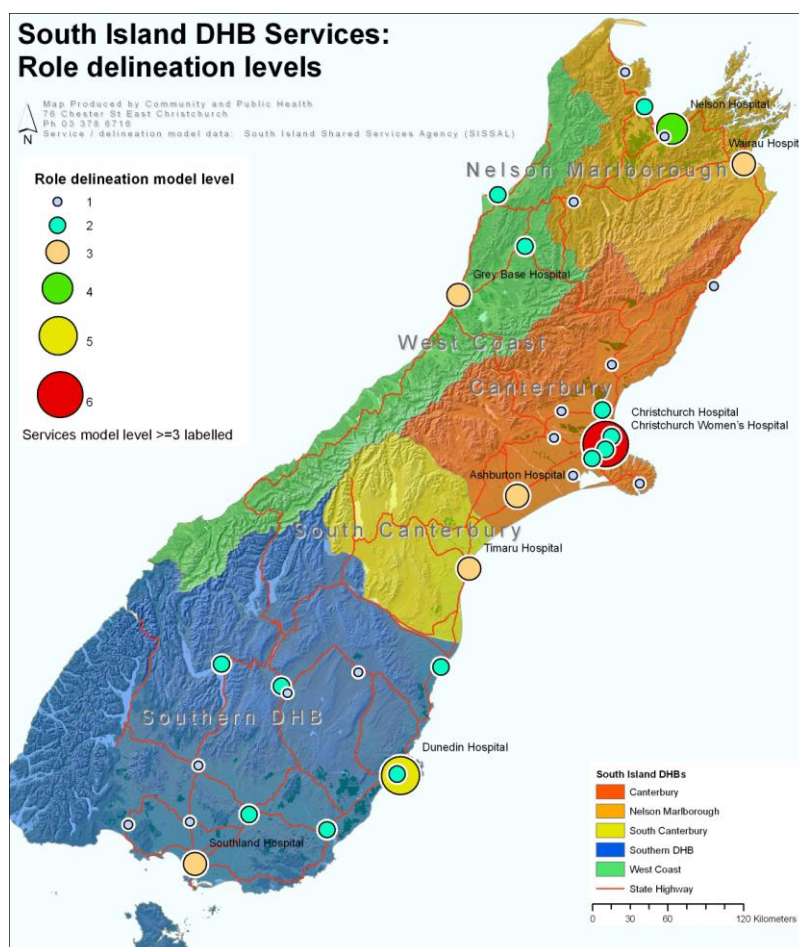 South Island DHB Services:
Role delineation levels
Map Produced by Community and Public Health
76 Chester St East Christchurch
Ph 03 378 6716
Service / delineation model data: South Island Shared Services Agency (SISSAL)
N
Role delineation model level
1
2
3
4
5
6
Services model level >=3 labelled
Nelson Hospital
Wairau Hospit
Nelson Marlborough
Grey Base Hospital
West Coast
Canterbury
Christchurch Hospital
Christchurch Women's Hospital
Ashburton Hospital
South Canterbury
Timaru Hospital
Southern DHB
Dunedin Hospital
Southland Hospital
South Island DHBs
Canterbury
Nelson Marlborough
South Canterbury
Southern DHB
West Coast
State Highway
0 30 60 120 Kilometers